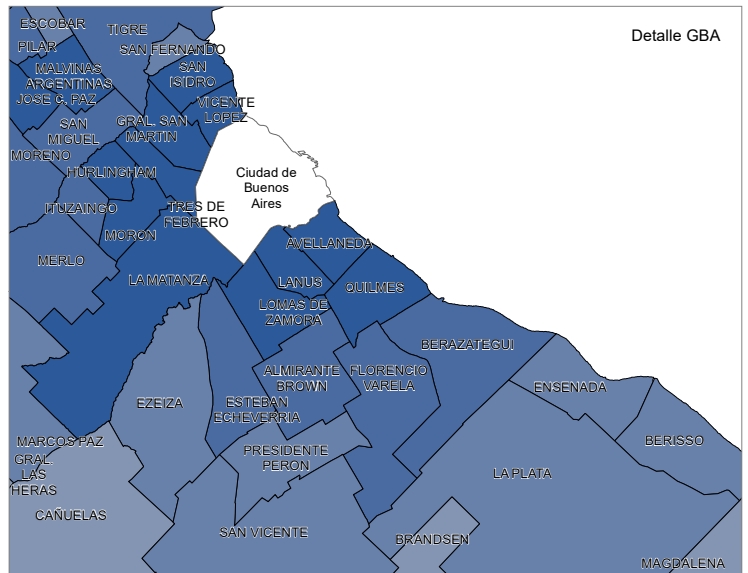 ESCOBAR
TIGRE
Detalle GBA
PILAR
SAN FERNANDO
SAN
ISIDRO
MALVINAS
ARGENTINAS
JOSE C. PAZ
VICENTE
LOPEZ
SAN
MIGUEL
GRAL. SAN
MARTIN
MORENO
HURLINGHAM
Ciudad de
Buenos
Aires
ITUZAINGO
TRES DE
FEBRERO
MORON
AVELLANEDA
MERLO
LA MATANZA
LANUS
QUILMES
LOMAS DE
ZAMORA
BERAZATEGUI
ALMIRANTE
BROWN
FLORENCIO
VARELA
ENSENADA
EZEIZA
ESTEBAN
ECHEVERRIA
MARCOS PAZ
BERISSO
PRESIDENTE
PERON
GRAL.
LAS
HERAS
LA PLATA
CAÑUELAS
SAN VICENTE
BRANDSEN
MAGDALENA